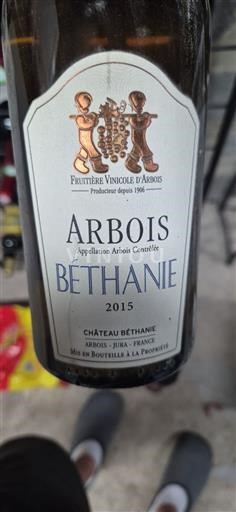 FRUITIÈRE VINICOLE D'ARBOIS
Producteur depuis 1906
ARBOIS
Appellation Arbois Contrôlée
BÉTHANIE
2015
CHÂTEAU BÉTHANIE
ARBOIS - JURA - FRANCE
MIS EN BOUTEILLE À LA PROPRIÉTÉ